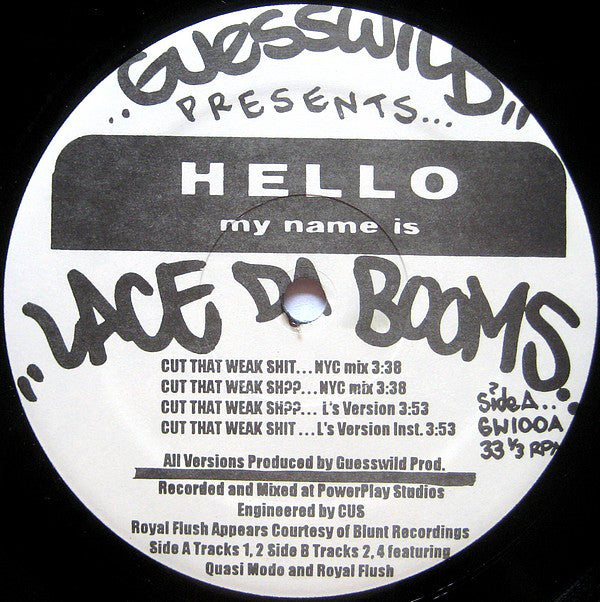 ..GUESSWILD,,
PRESENTS...
HELLO
my name is
,,LACE DA BOOMS,,
CUT THAT WEAK SHIT...NYC mix 3:38
CUT THAT WEAK SH??...NYC mix 3:38
CUT THAT WEAK SH??... L's Version 3:53
CUT THAT WEAK SHIT ...L's Version Inst. 3:53
Side A..
GW100A
33 1/3 RPM
All Versions Produced by Guesswild Prod.
Recorded and Mixed at PowerPlay Studios
Engineered by CUS
Royal Flush Appears Courtesy of Blunt Recordings
Side A Tracks 1, 2 Side B Tracks 2, 4 featuring
Quasi Modo and Royal Flush